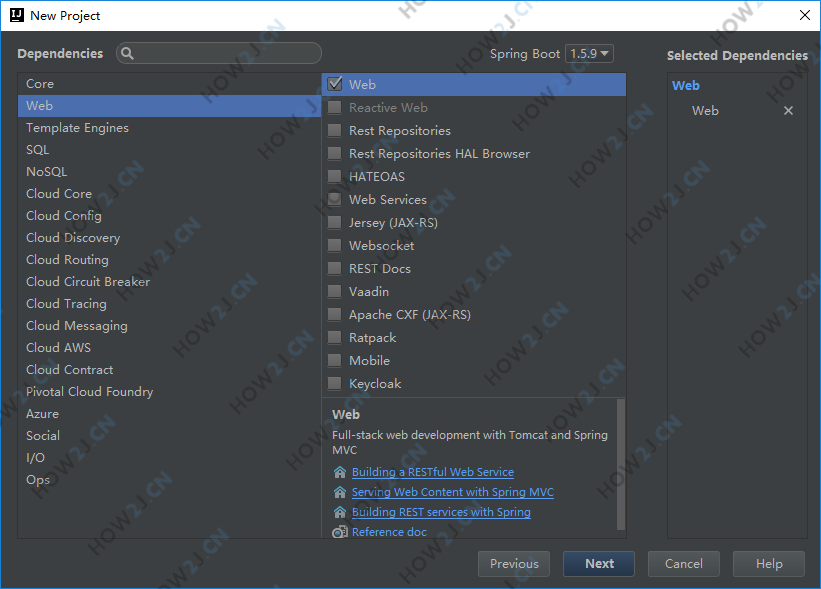 New Project
Dependencies
Spring Boot 1.5.9
Selected Dependencies
Core
Web
Template Engines
SQL
NoSQL
Cloud Core
Cloud Config
Cloud Discovery
Cloud Routing
Cloud Circuit Breaker
Cloud Tracing
Cloud Messaging
Cloud AWS
Cloud Contract
Pivotal Cloud Foundry
Azure
Social
I/O
Ops
Web
Reactive Web
Rest Repositories
Rest Repositories HAL Browser
HATEOAS
Web Services
Jersey (JAX-RS)
Websocket
REST Docs
Vaadin
Apache CXF (JAX-RS)
Ratpack
Mobile
Keycloak
Web
Full-stack web development with Tomcat and Spring
MVC
Building a RESTful Web Service
Serving Web Content with Spring MVC
Building REST services with Spring
Reference doc
Web
Web
Previous
Next
Cancel
Help
HOW2J.CN